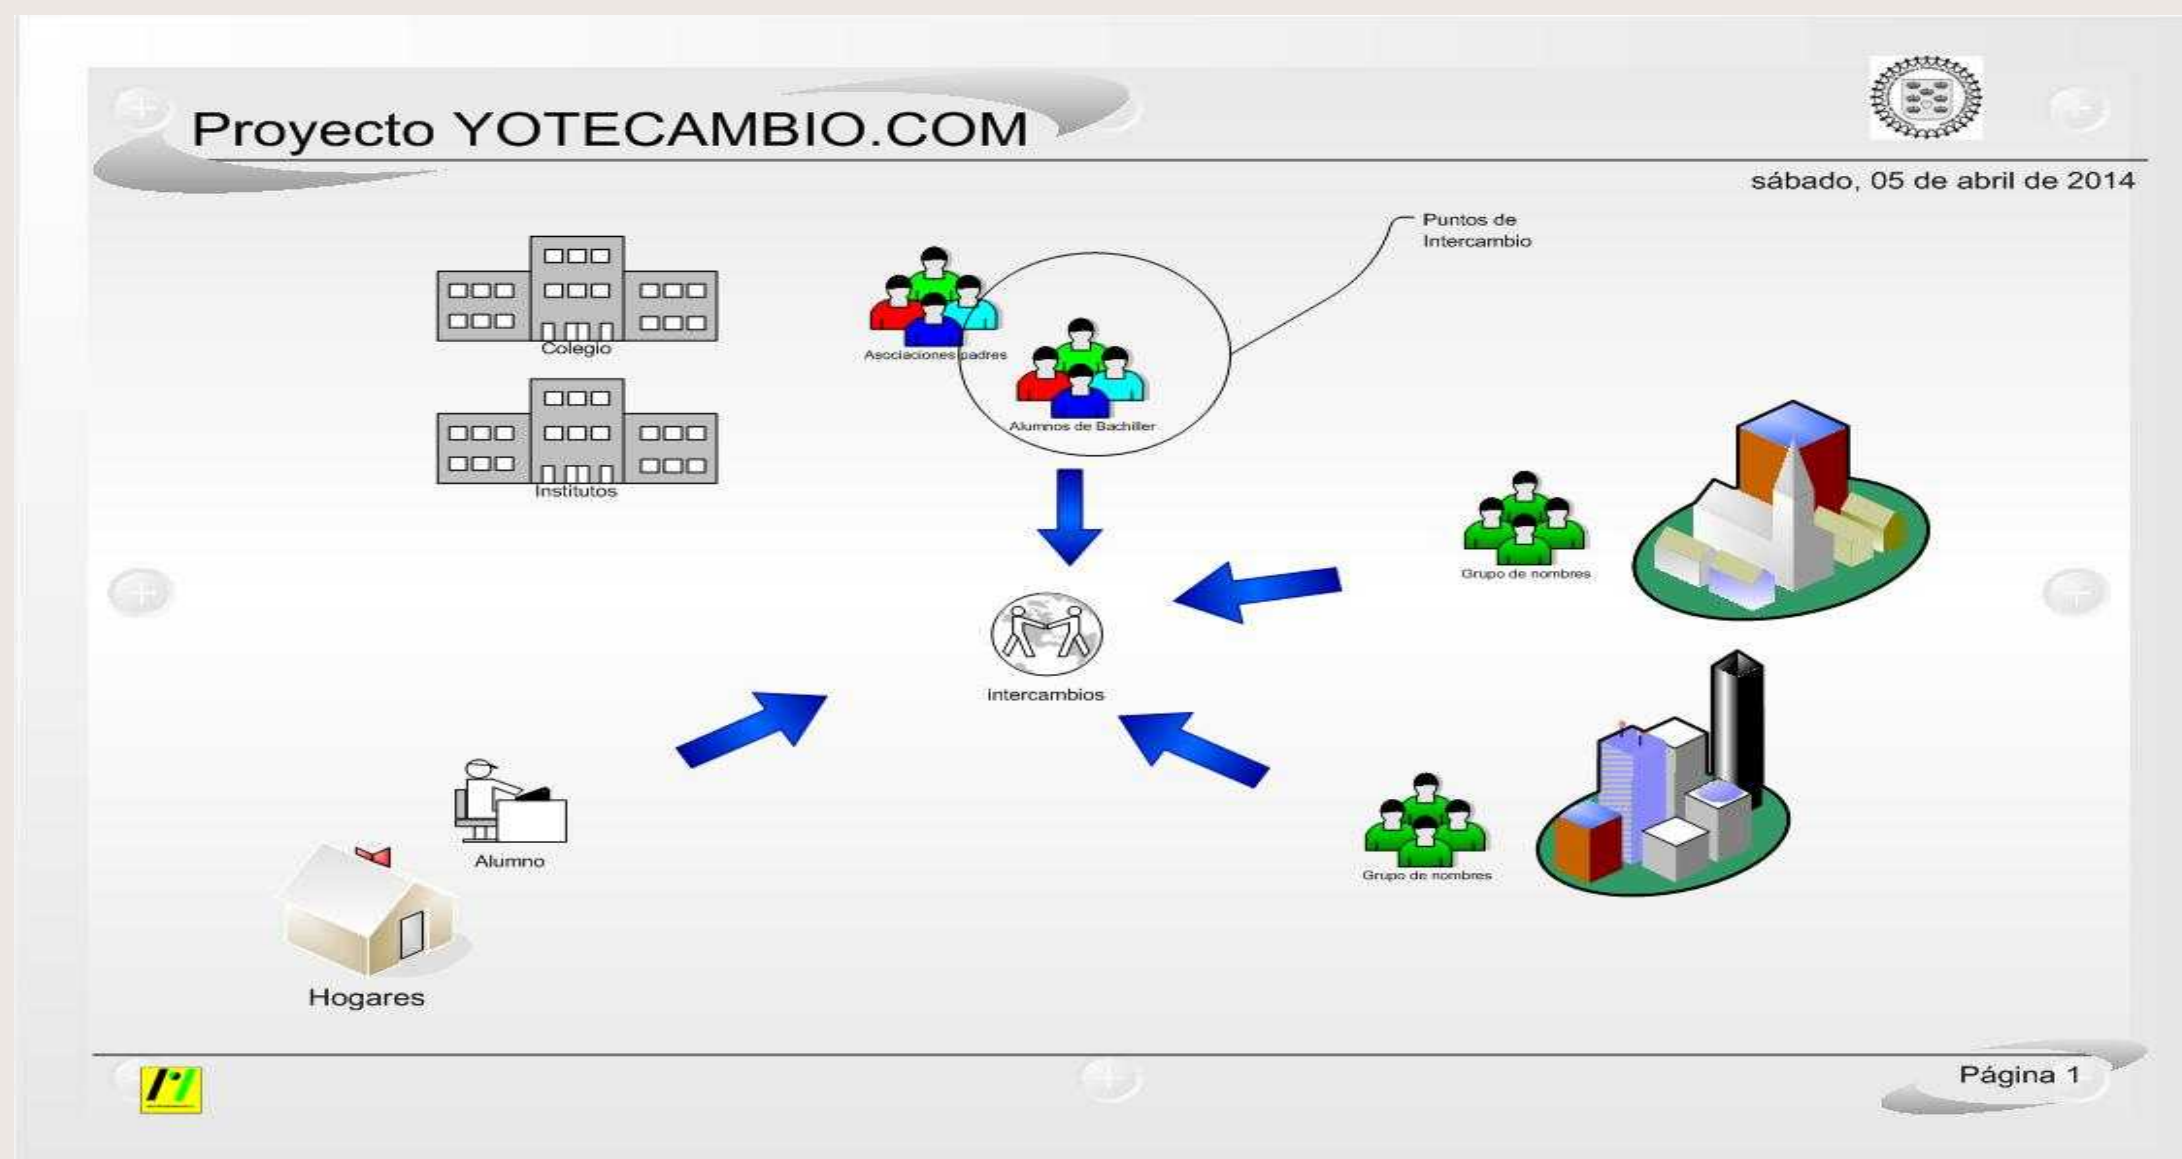 Proyecto YOTECAMBIO.COM
sábado, 05 de abril de 2014
Puntos de
Intercambio
Colegio
Asociaciones padres
Alumnos de Bachiller
Institutos
Grupo de nombres
intercambios
Alumno
Grupo de nombres
Hogares
Página 1